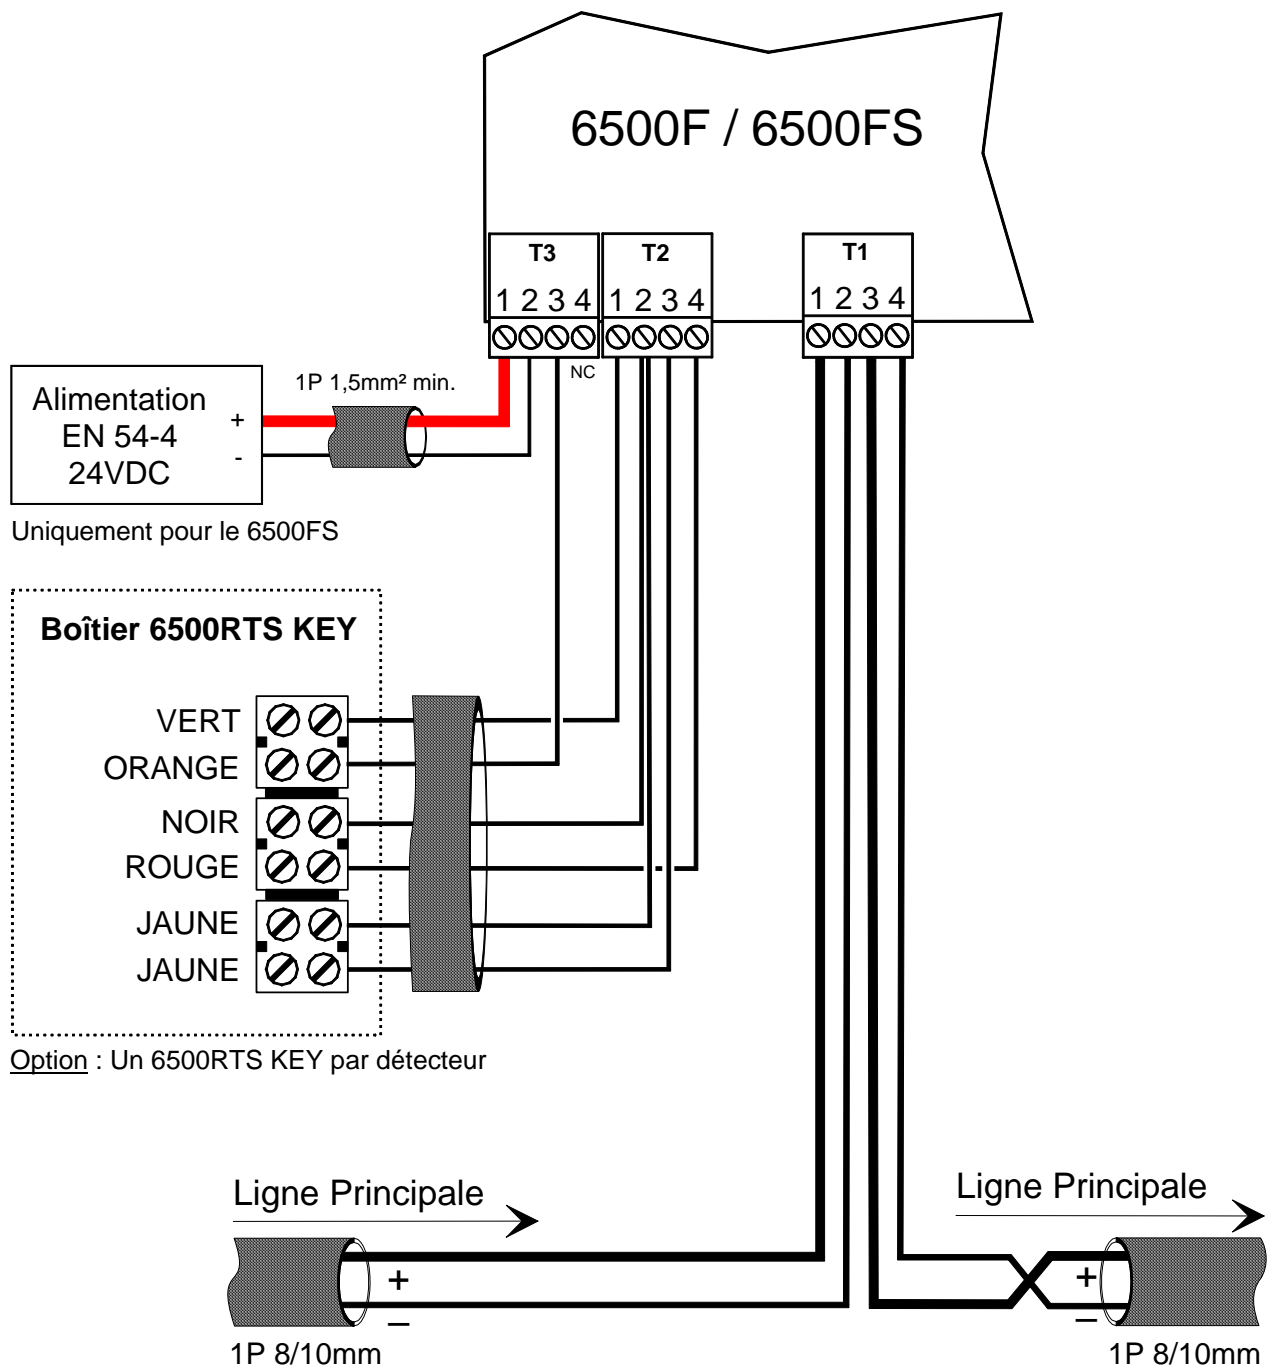 6500F / 6500FS
T3 T2 T1
1 2 3 4 1 2 3 4 1 2 3 4
NC
1P 1,5mm² min.
Alimentation
EN 54-4
24VDC
+
-
Uniquement pour le 6500FS
Boîtier 6500RTS KEY
VERT
ORANGE
NOIR
ROUGE
JAUNE
JAUNE
Option : Un 6500RTS KEY par détecteur
Ligne Principale
+
–
1P 8/10mm
Ligne Principale
+
–
1P 8/10mm